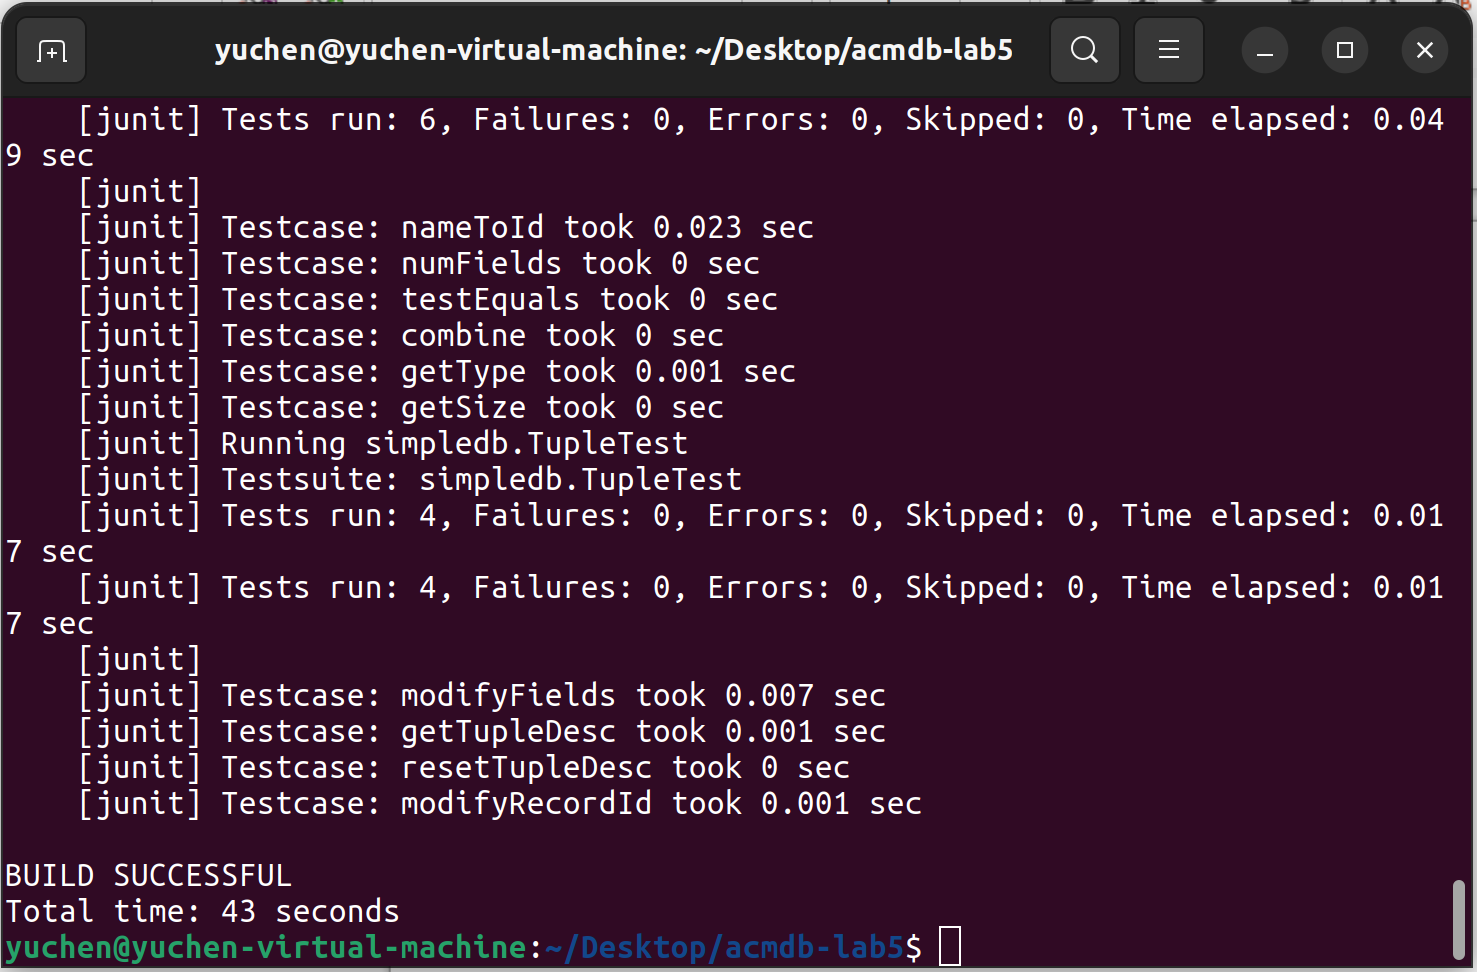 yuchen@yuchen-virtual-machine: ~/Desktop/acmdb-lab5
[junit] Tests run: 6, Failures: 0, Errors: 0, Skipped: 0, Time elapsed: 0.04
9 sec
[junit]
[junit] Testcase: nameToId took 0.023 sec
[junit] Testcase: numFields took 0 sec
[junit] Testcase: testEquals took 0 sec
[junit] Testcase: combine took 0 sec
[junit] Testcase: getType took 0.001 sec
[junit] Testcase: getSize took 0 sec
[junit] Running simpledb.TupleTest
[junit] Testsuite: simpledb.TupleTest
[junit] Tests run: 4, Failures: 0, Errors: 0, Skipped: 0, Time elapsed: 0.01
7 sec
[junit] Tests run: 4, Failures: 0, Errors: 0, Skipped: 0, Time elapsed: 0.01
7 sec
[junit]
[junit] Testcase: modifyFields took 0.007 sec
[junit] Testcase: getTupleDesc took 0.001 sec
[junit] Testcase: resetTupleDesc took 0 sec
[junit] Testcase: modifyRecordId took 0.001 sec
BUILD SUCCESSFUL
Total time: 43 seconds
yuchen@yuchen-virtual-machine:~/Desktop/acmdb-lab5$